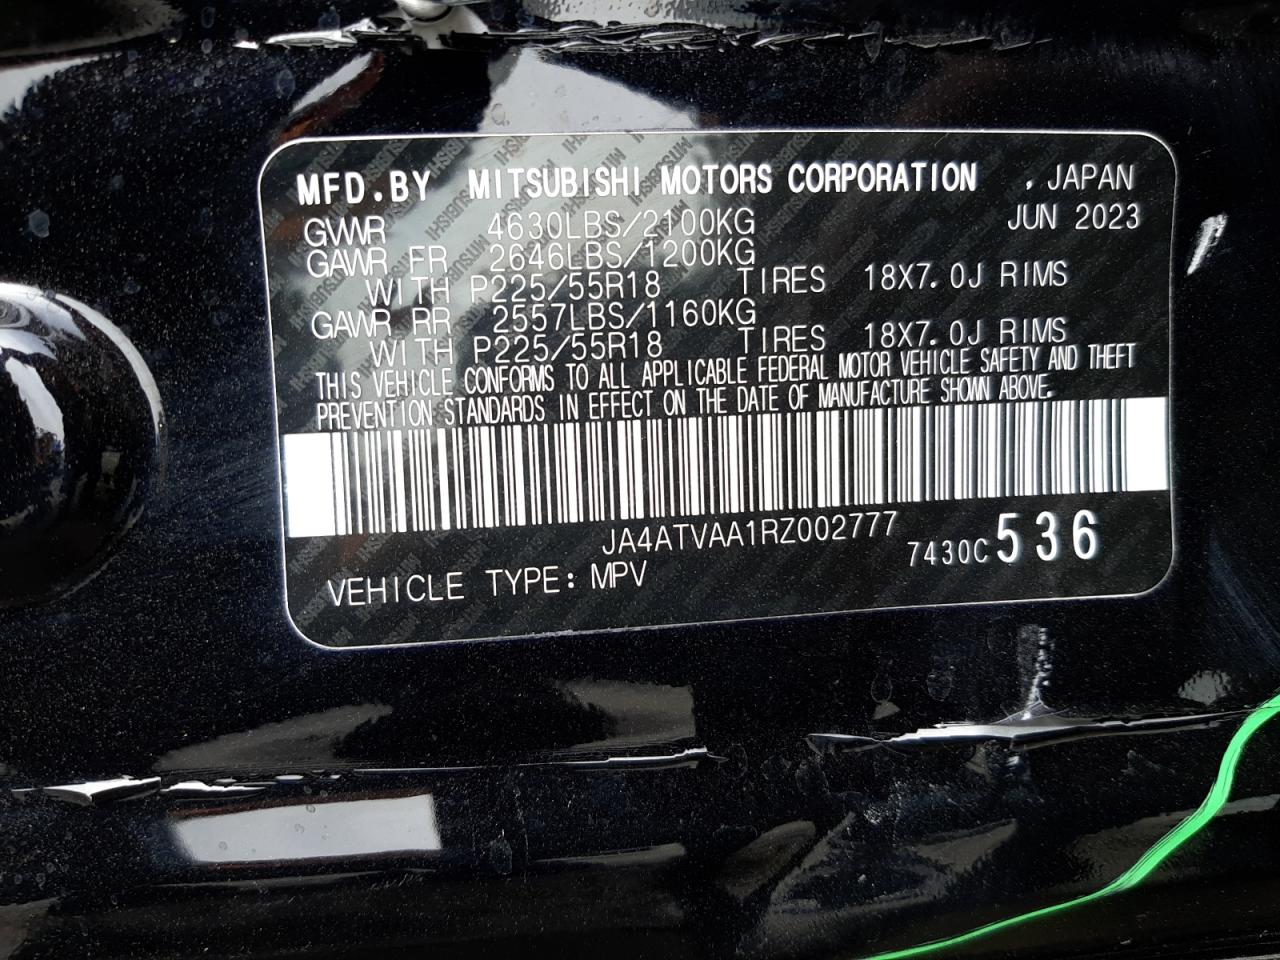 MFD.BY MITSUBISHI MOTORS CORPORATION , JAPAN
GVWR 4630LBS/2100KG JUN 2023
GAWR FR 2646LBS/1200KG
WITH P225/55R18 TIRES 18X7.0J RIMS
GAWR RR 2557LBS/1160KG
WITH P225/55R18 TIRES 18X7.0J RIMS
THIS VEHICLE CONFORMS TO ALL APPLICABLE FEDERAL MOTOR VEHICLE SAFETY AND THEFT
PREVENTION STANDARDS IN EFFECT ON THE DATE OF MANUFACTURE SHOWN ABOVE.
JA4ATVAA1RZ002777
7430C536
VEHICLE TYPE: MPV